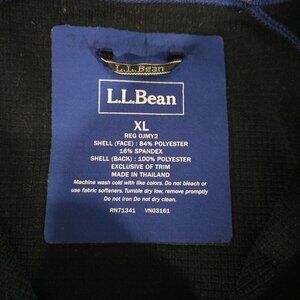 L.L.Bean
L.L.Bean
XL
REG OJMY2
SHELL (FACE) : 84% POLYESTER
16% SPANDEX
SHELL (BACK) : 100% POLYESTER
EXCLUSIVE OF TRIM
MADE IN THAILAND
Machine wash cold with like colors. Do not bleach or
use fabric softeners. Tumble dry low, remove promptly
Do not iron Do not dry clean.
RN71341 VN03161